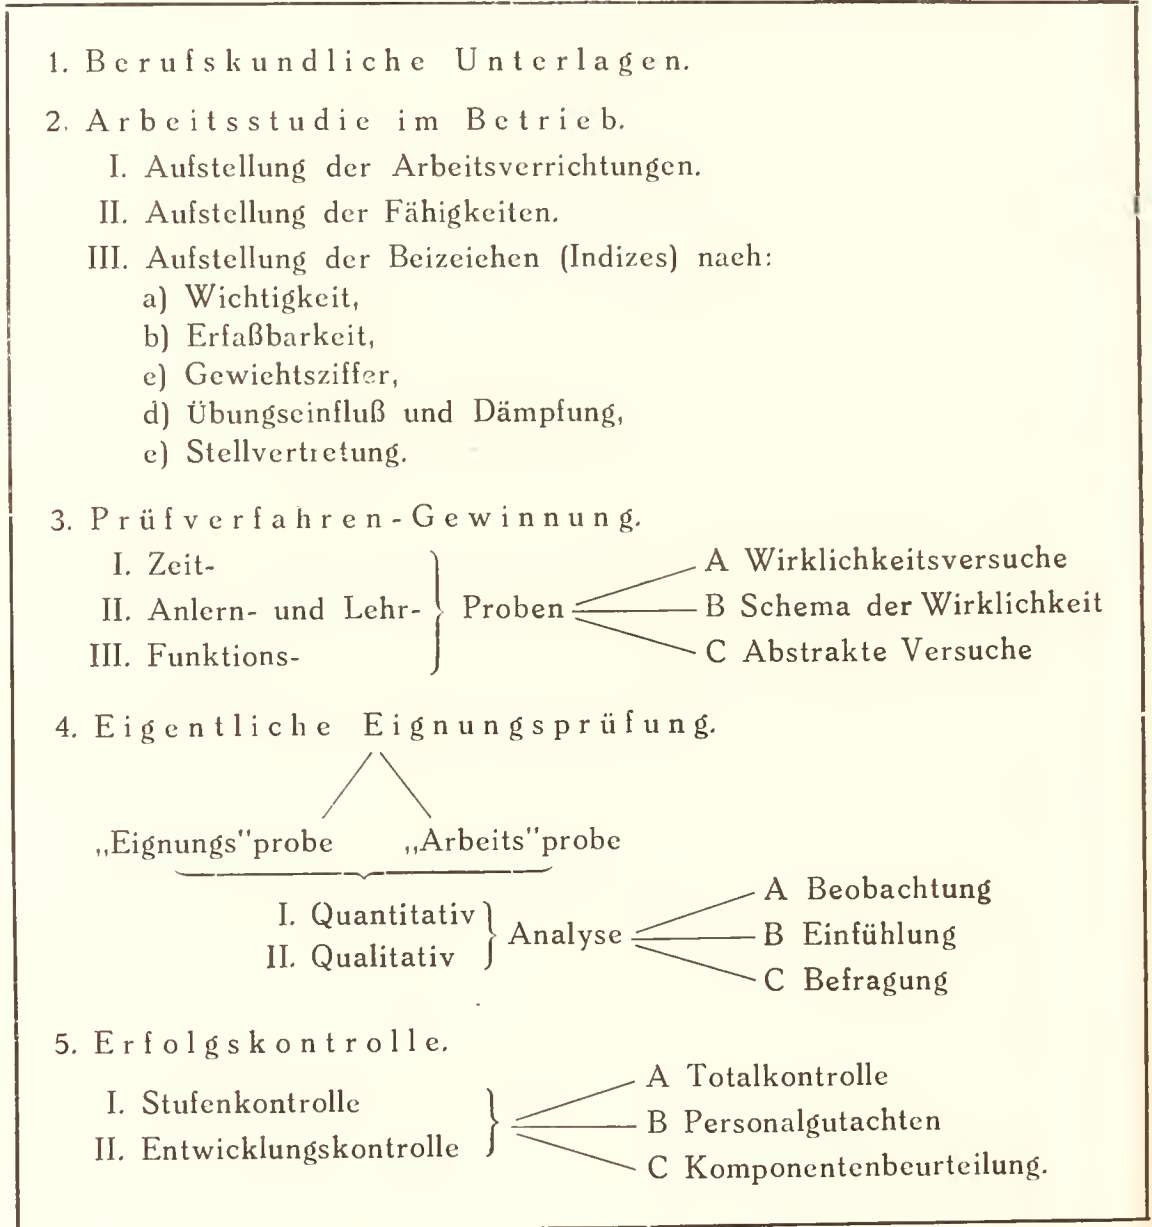 1. Berufskundliche Unterlagen.
2. Arbeitsstudie im Betrieb.
I. Aufstellung der Arbeitsverrichtungen.
II. Aufstellung der Fähigkeiten.
III. Aufstellung der Beizeichen (Indizes) nach:
a) Wichtigkeit,
b) Erfaßbarkeit,
c) Gewichtsziffer,
d) Übungseinfluß und Dämpfung,
e) Stellvertretung.
3. Prüfverfahren-Gewinnung.
I. Zeit-
II. Anlern- und Lehr-
III. Funktions-
Proben
A Wirklichkeitsversuche
B Schema der Wirklichkeit
C Abstrakte Versuche
4. Eigentliche Eignungsprüfung.
„Eignungs"probe „Arbeits"probe
I. Quantitativ
II. Qualitativ
Analyse
A Beobachtung
B Einfühlung
C Befragung
5. Erfolgskontrolle.
I. Stufenkontrolle
II. Entwicklungskontrolle
A Totalkontrolle
B Personalgutachten
C Komponentenbeurteilung.